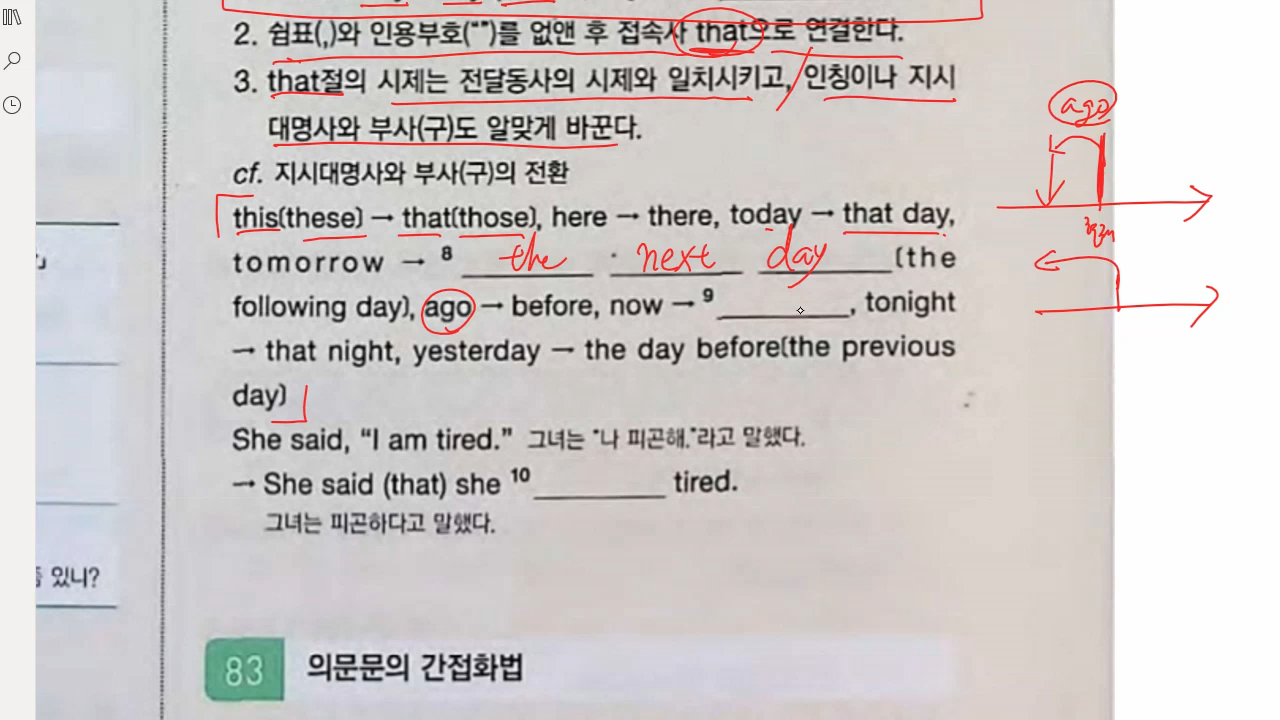 2. 쉼표(,)와 인용부호(“ ”)를 없앤 후 접속사 that으로 연결한다.
3. that절의 시제는 전달동사의 시제와 일치시키고, 인칭이나 지시
대명사와 부사(구)도 알맞게 바꾼다.
cf. 지시대명사와 부사(구)의 전환
this(these) → that(those), here → there, today → that day,
tomorrow → 8 the next day (the
following day), ago → before, now → 9 ________, tonight
→ that night, yesterday → the day before(the previous
day)
She said, “I am tired.” 그녀는 “나 피곤해.”라고 말했다.
→ She said (that) she 10 ________ tired.
그녀는 피곤하다고 말했다.
있니?
83 의문문의 간접화법
ago